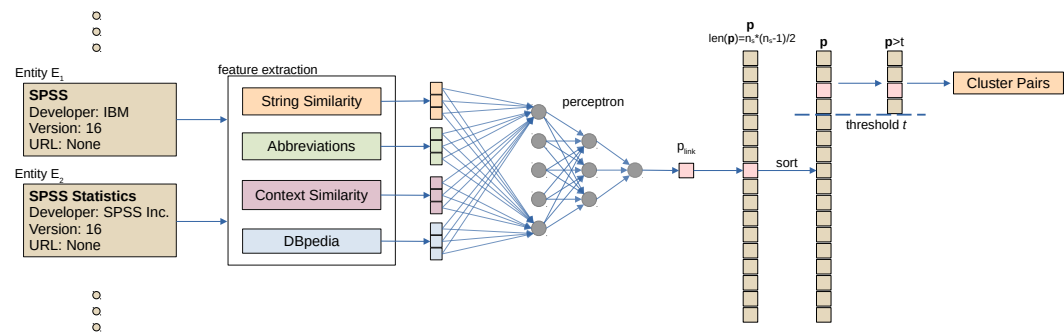 Entity E₁
SPSS
Developer: IBM
Version: 16
URL: None
Entity E₂
SPSS Statistics
Developer: SPSS Inc.
Version: 16
URL: None
feature extraction
String Similarity
Abbreviations
Context Similarity
DBpedia
perceptron
pₗᵢₙₖ
p
len(p)=nₛ*(nₛ-1)/2
sort
p
p>t
threshold t
Cluster Pairs